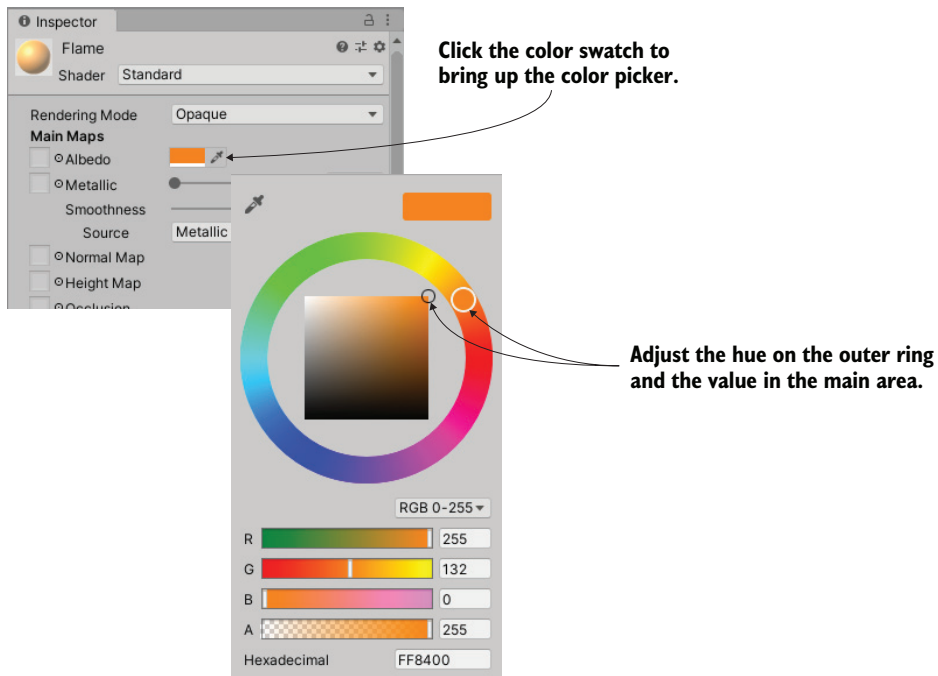 Inspector
Flame
Shader Standard
Click the color swatch to
bring up the color picker.
Rendering Mode Opaque
Main Maps
Albedo
Metallic
Smoothness
Source Metallic
Normal Map
Height Map
Occlusion
Adjust the hue on the outer ring
and the value in the main area.
RGB 0-255
R 255
G 132
B 0
A 255
Hexadecimal FF8400